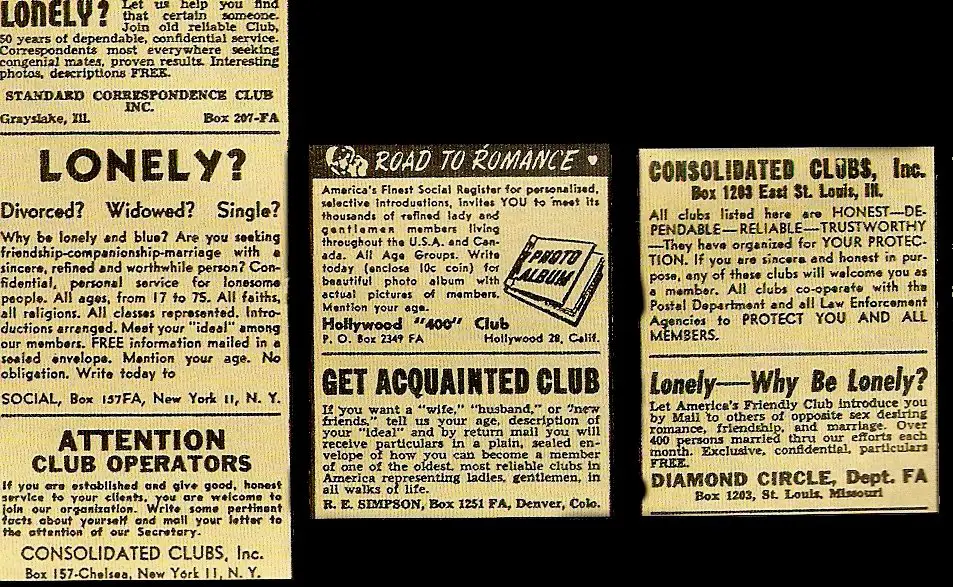 LONELY? Let us help you find
that certain someone.
Join old reliable Club,
50 years of dependable, confidential service.
Correspondents most everywhere seeking
congenial mates, proven results. Interesting
photos, descriptions FREE.
STANDARD CORRESPONDENCE CLUB
INC.
Grayslake, Ill. Box 207-FA
LONELY?
Divorced? Widowed? Single?
Why be lonely and blue? Are you seeking
friendship-companionship-marriage with a
sincere, refined and worthwhile person? Con-
fidential, personal service for lonesome
people. All ages, from 17 to 75. All faiths,
all religions. All classes represented. Intro-
ductions arranged. Meet your "ideal" among
our members. FREE information mailed in a
sealed envelope. Mention your age. No
obligation. Write today to
SOCIAL, Box 157FA, New York 11, N. Y.
ATTENTION
CLUB OPERATORS
If you are established and give good, honest
service to your clients, you are welcome to
join our organization. Write some pertinent
facts about yourself and mail your letter to
the attention of our Secretary.
CONSOLIDATED CLUBS, Inc.
Box 157-Chelsea, New York 11, N. Y.
ROAD TO ROMANCE
America's Finest Social Register for personalized,
selective introductions, invites YOU to meet its
thousands of refined lady and
gentlemen members living
throughout the U.S.A. and Can-
ada. All Age Groups. Write
today (enclose 10c coin) for
beautiful photo album with
actual pictures of members.
Mention your age.
PHOTO
ALBUM
Hollywood "400" Club
P. O. Box 2349 FA Hollywood 28, Calif.
GET ACQUAINTED CLUB
If you want a "wife," "husband," or "new
friends," tell us your age, description of
your "ideal" and by return mail you will
receive particulars in a plain, sealed en-
velope of how you can become a member
of one of the oldest, most reliable clubs in
America representing ladies, gentlemen, in
all walks of life.
R. E. SIMPSON, Box 1251 FA, Denver, Colo.
CONSOLIDATED CLUBS, Inc.
Box 1203 East St. Louis, Ill.
All clubs listed here are HONEST—DE-
PENDABLE—RELIABLE—TRUSTWORTHY
—They have organized for YOUR PROTEC-
TION. If you are sincere and honest in pur-
pose, any of these clubs will welcome you as
a member. All clubs co-operate with the
Postal Department and all Law Enforcement
Agencies to PROTECT YOU AND ALL
MEMBERS.
Lonely—Why Be Lonely?
Let America's Friendly Club introduce you
by Mail to others of opposite sex desiring
romance, friendship, and marriage. Over
400 persons married thru our efforts each
month. Exclusive, confidential, particulars
FREE.
DIAMOND CIRCLE, Dept. FA
Box 1203, St. Louis, Missouri